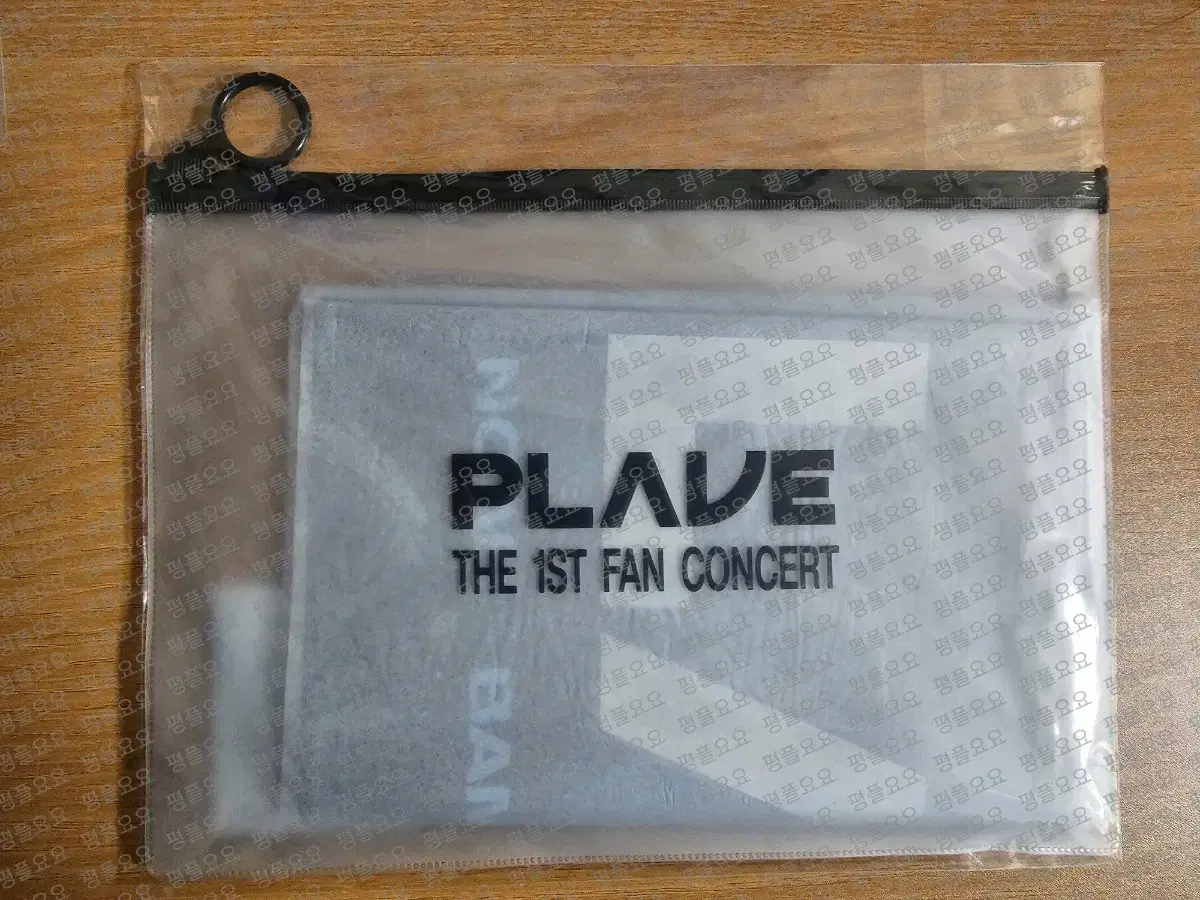 PLAVE
THE 1ST FAN CONCERT
평플요요